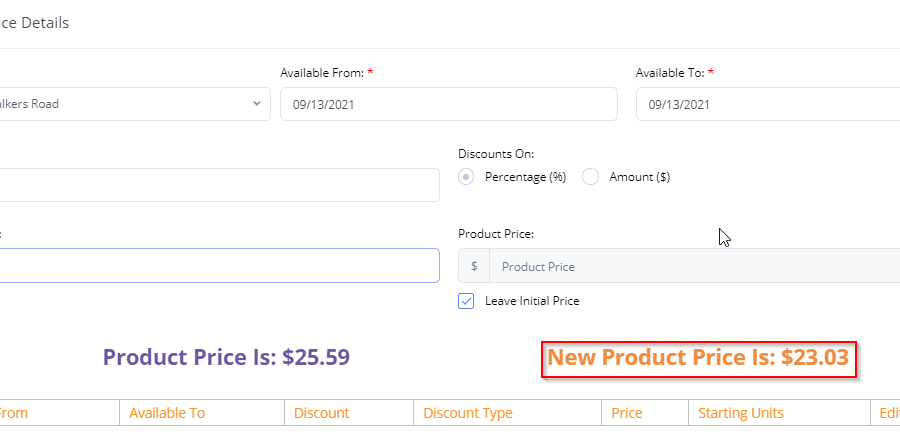 ice Details
Available From: *
Available To: *
alkers Road
09/13/2021
09/13/2021
Discounts On:
Percentage (%)
Amount ($)
:
Product Price:
$
Product Price
Leave Initial Price
Product Price Is: $25.59
New Product Price Is: $23.03
From
Available To
Discount
Discount Type
Price
Starting Units
Edi